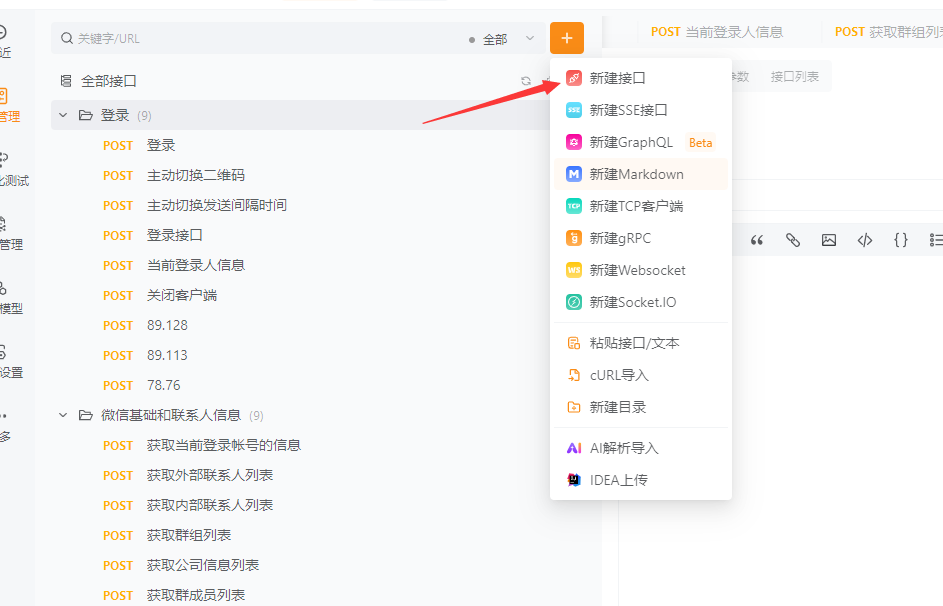 关键字/URL
全部
POST 当前登录人信息
POST 获取群组列
全部接口
登录 (9)
POST 登录
POST 主动切换二维码
POST 主动切换发送间隔时间
POST 登录接口
POST 当前登录人信息
POST 关闭客户端
POST 89.128
POST 89.113
POST 78.76
微信基础和联系人信息 (9)
POST 获取当前登录帐号的信息
POST 获取外部联系人列表
POST 获取内部联系人列表
POST 获取群组列表
POST 获取公司信息列表
POST 获取群成员列表
近
管理
化测试
管理
模型
设置
多
新建接口
SSE 新建SSE接口
新建GraphQL Beta
M 新建Markdown
TCP 新建TCP客户端
g 新建gRPC
WS 新建Websocket
新建Socket.IO
粘贴接口/文本
cURL导入
新建目录
AI AI解析导入
IJ IDEA上传
参数
接口列表